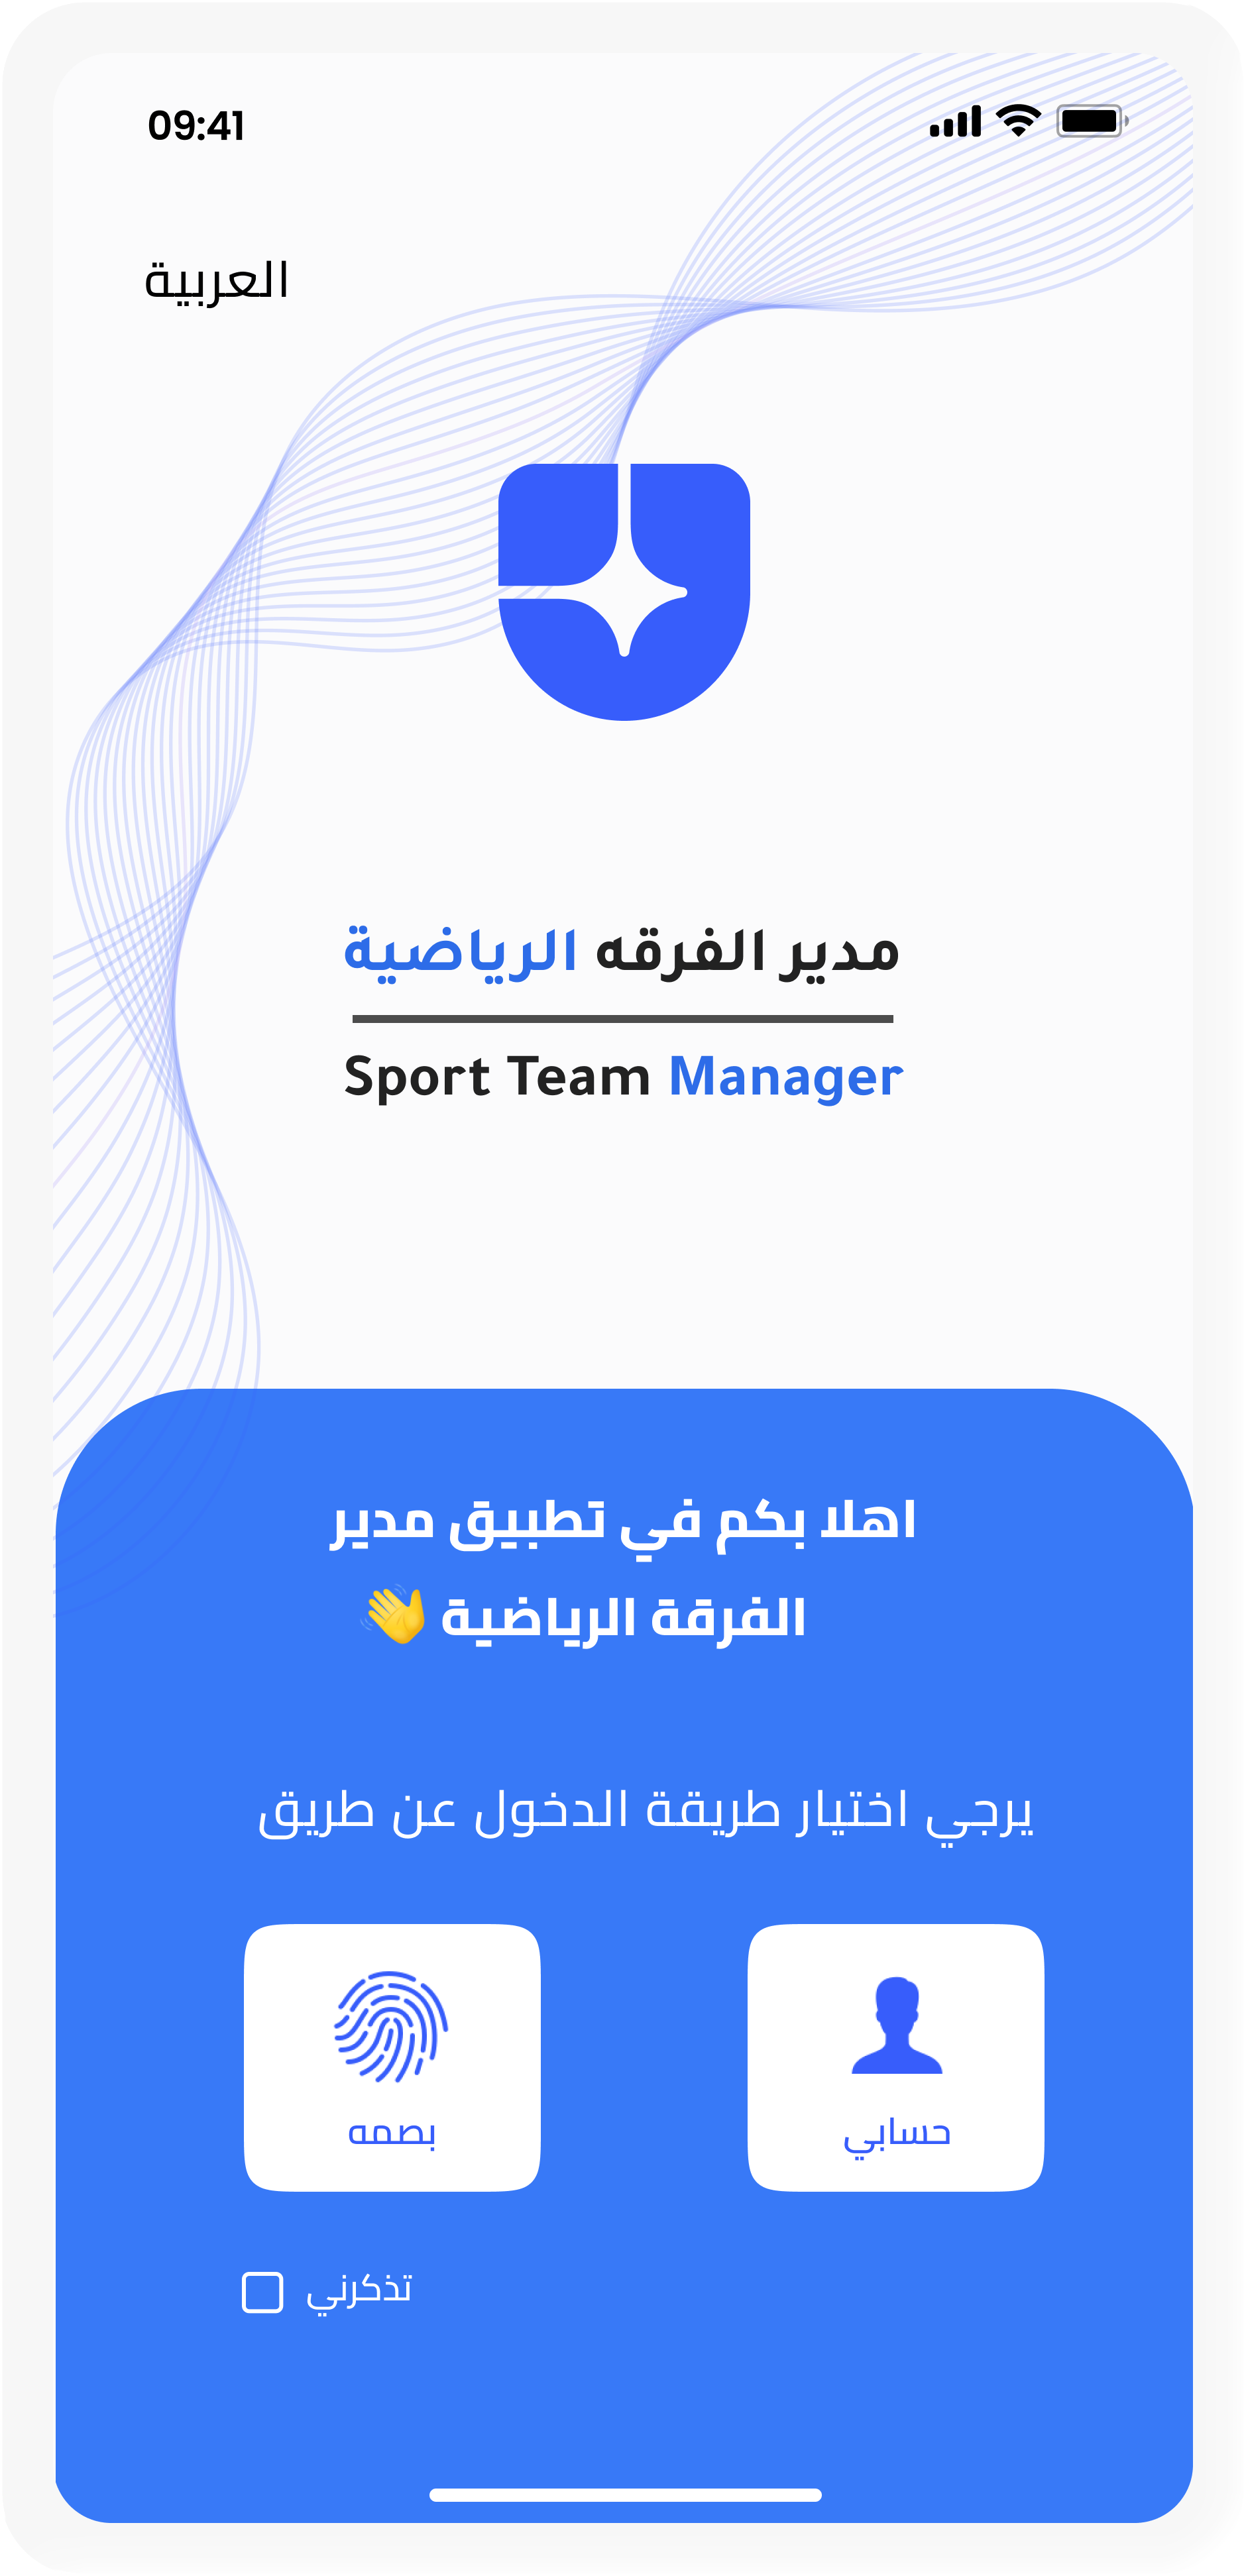 09:41
العربية
مدير الفرقه الرياضية
Sport Team Manager
اهلا بكم في تطبيق مدير
الفرقة الرياضية 👋
يرجي اختيار طريقة الدخول عن طريق
حسابي
بصمه
تذكرني